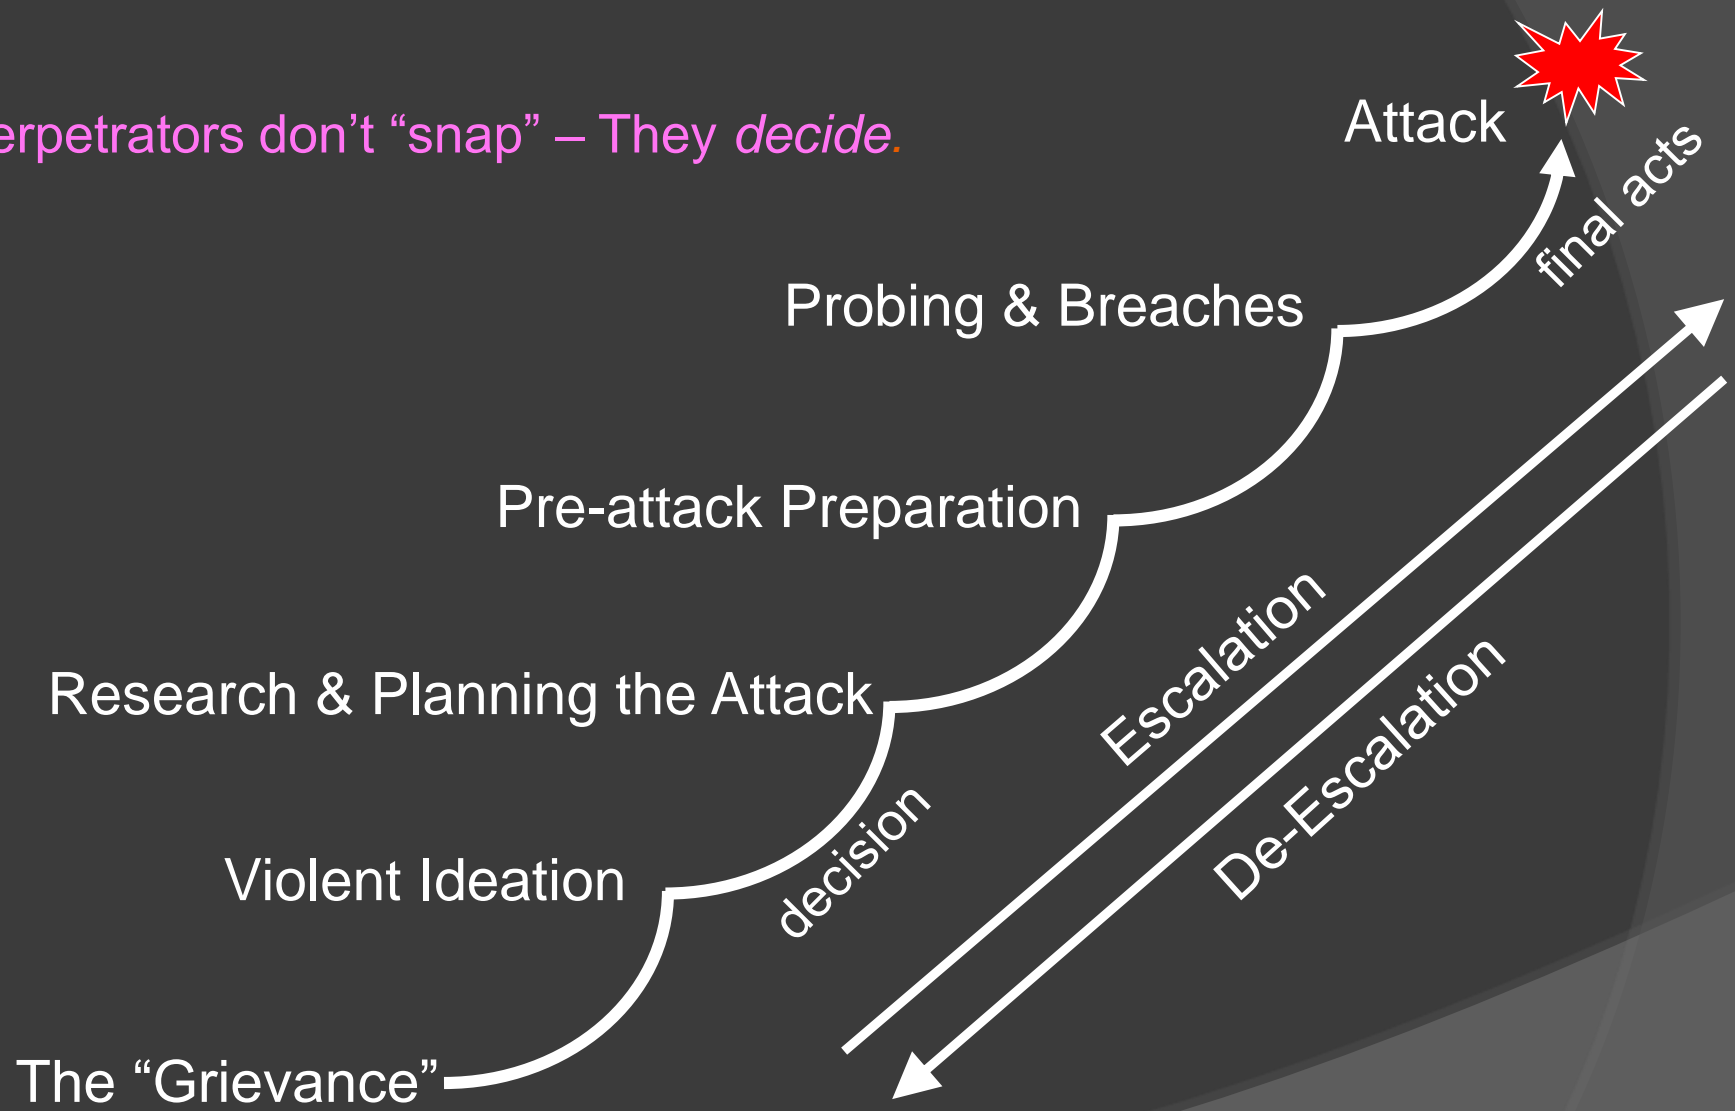 erpetrators don’t “snap” – They decide.
Attack
final acts
Probing & Breaches
Pre-attack Preparation
Escalation
De-Escalation
Research & Planning the Attack
decision
Violent Ideation
The “Grievance”